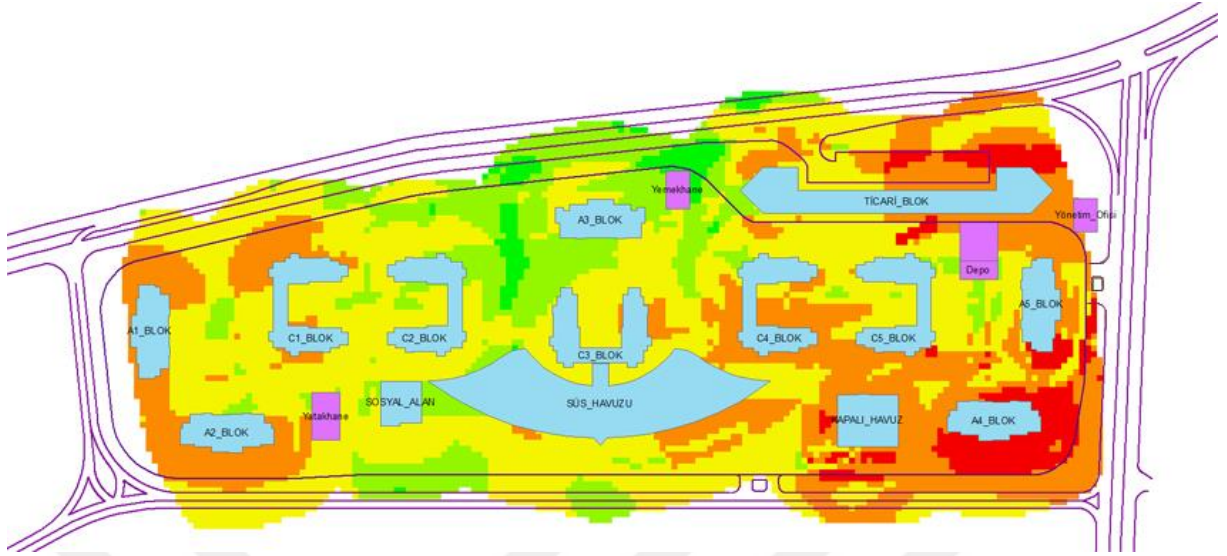 Yemekhane
TİCARİ_BLOK
A3_BLOK
Yönetim_Ofisi
Depo
A5_BLOK
A1_BLOK
C1_BLOK
C2_BLOK
C4_BLOK
C5_BLOK
C3_BLOK
SOSYAL_ALAN
SÜS_HAVUZU
Yatakhane
KAPALI_HAVUZ
A4_BLOK
A2_BLOK